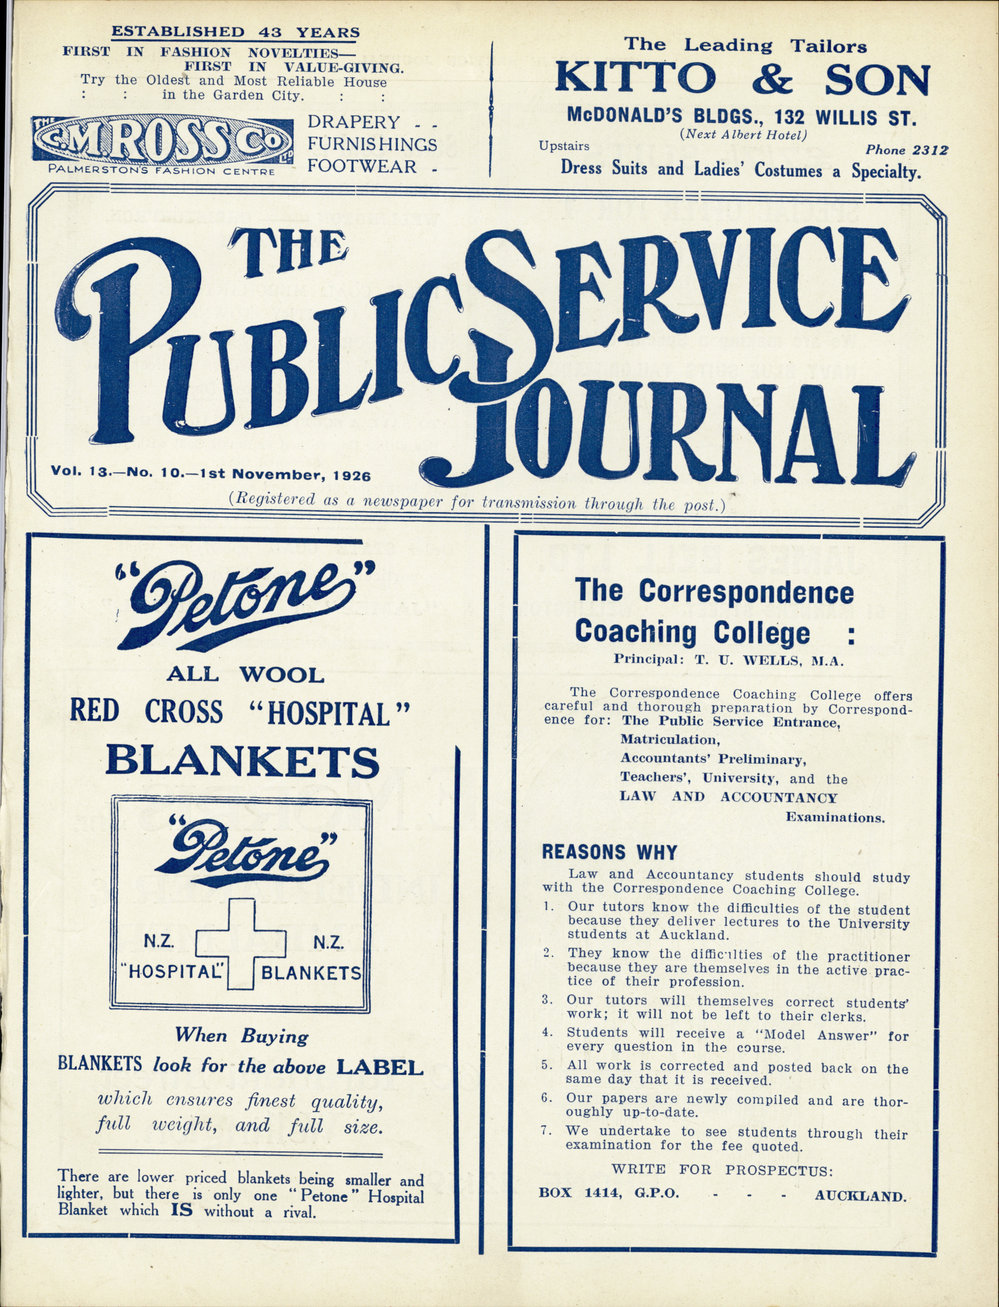 ESTABLISHED 43 YEARS
FIRST IN FASHION NOVELTIES—
FIRST IN VALUE-GIVING.
Try the Oldest and Most Reliable House
: : in the Garden City. : :
THE C.M. ROSS CO LTD
PALMERSTON'S FASHION CENTRE
DRAPERY - -
FURNISHINGS
FOOTWEAR -
The Leading Tailors
KITTO & SON
McDONALD'S BLDGS., 132 WILLIS ST.
(Next Albert Hotel)
Upstairs Phone 2312
Dress Suits and Ladies' Costumes a Specialty.
THE
PUBLIC SERVICE
JOURNAL
Vol. 13.—No. 10.—1st November, 1926
(Registered as a newspaper for transmission through the post.)
"Petone"
ALL WOOL
RED CROSS "HOSPITAL"
BLANKETS
"Petone"
N.Z. N.Z.
"HOSPITAL" BLANKETS
When Buying
BLANKETS look for the above LABEL
which ensures finest quality,
full weight, and full size.
There are lower priced blankets being smaller and
lighter, but there is only one "Petone" Hospital
Blanket which IS without a rival.
The Correspondence
Coaching College :
Principal: T. U. WELLS, M.A.
The Correspondence Coaching College offers
careful and thorough preparation by Correspond-
ence for: The Public Service Entrance,
Matriculation,
Accountants' Preliminary,
Teachers', University, and the
LAW AND ACCOUNTANCY
Examinations.
REASONS WHY
Law and Accountancy students should study
with the Correspondence Coaching College.
1. Our tutors know the difficulties of the student
because they deliver lectures to the University
students at Auckland.
2. They know the difficulties of the practitioner
because they are themselves in the active prac-
tice of their profession.
3. Our tutors will themselves correct students'
work; it will not be left to their clerks.
4. Students will receive a "Model Answer" for
every question in the course.
5. All work is corrected and posted back on the
same day that it is received.
6. Our papers are newly compiled and are thor-
oughly up-to-date.
7. We undertake to see students through their
examination for the fee quoted.
WRITE FOR PROSPECTUS:
BOX 1414, G.P.O. - - - AUCKLAND.